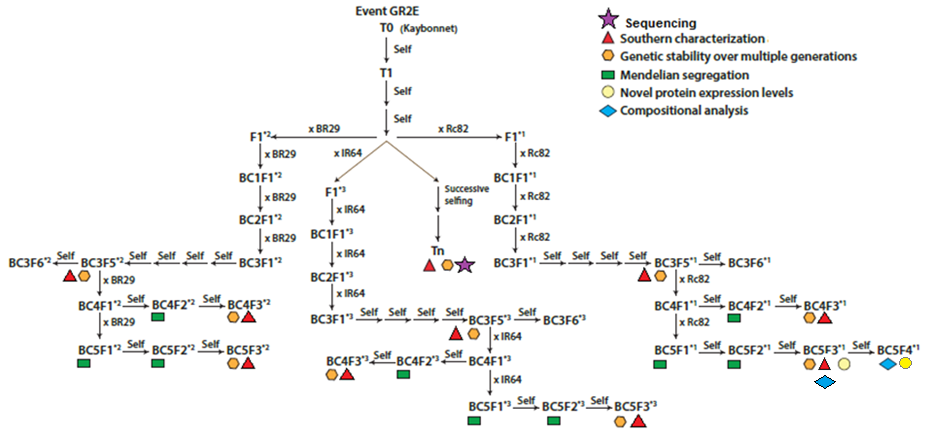 Event GR2E
T0 (Kaybonnet)
Self
T1
Self
Self
Sequencing
Southern characterization
Genetic stability over multiple generations
Mendelian segregation
Novel protein expression levels
Compositional analysis
F1*2 x BR29 x Rc82 F1*1
x BR29 x IR64 x Rc82
BC1F1*2 F1*3 Successive selfing BC1F1*1
x BR29 x IR64 x Rc82
BC2F1*2 BC1F1*3 BC2F1*1
x BR29 x IR64 Tn x Rc82
BC3F6*2 Self BC3F5*2 Self Self Self Self BC3F1*2 BC2F1*3 BC3F1*1 Self Self Self Self BC3F5*1 Self BC3F6*1
x BR29 x IR64 x Rc82
BC4F1*2 Self BC4F2*2 Self BC4F3*2 BC4F1*1 Self BC4F2*1 Self BC4F3*1
BC3F1*3 Self Self Self Self BC3F5*3 Self BC3F6*3
x BR29 x IR64 x Rc82
BC5F1*2 Self BC5F2*2 Self BC5F3*2 BC5F1*1 Self BC5F2*1 Self BC5F3*1 Self BC5F4*1
BC4F3*3 Self BC4F2*3 Self BC4F1*3
x IR64
BC5F1*3 Self BC5F2*3 Self BC5F3*3